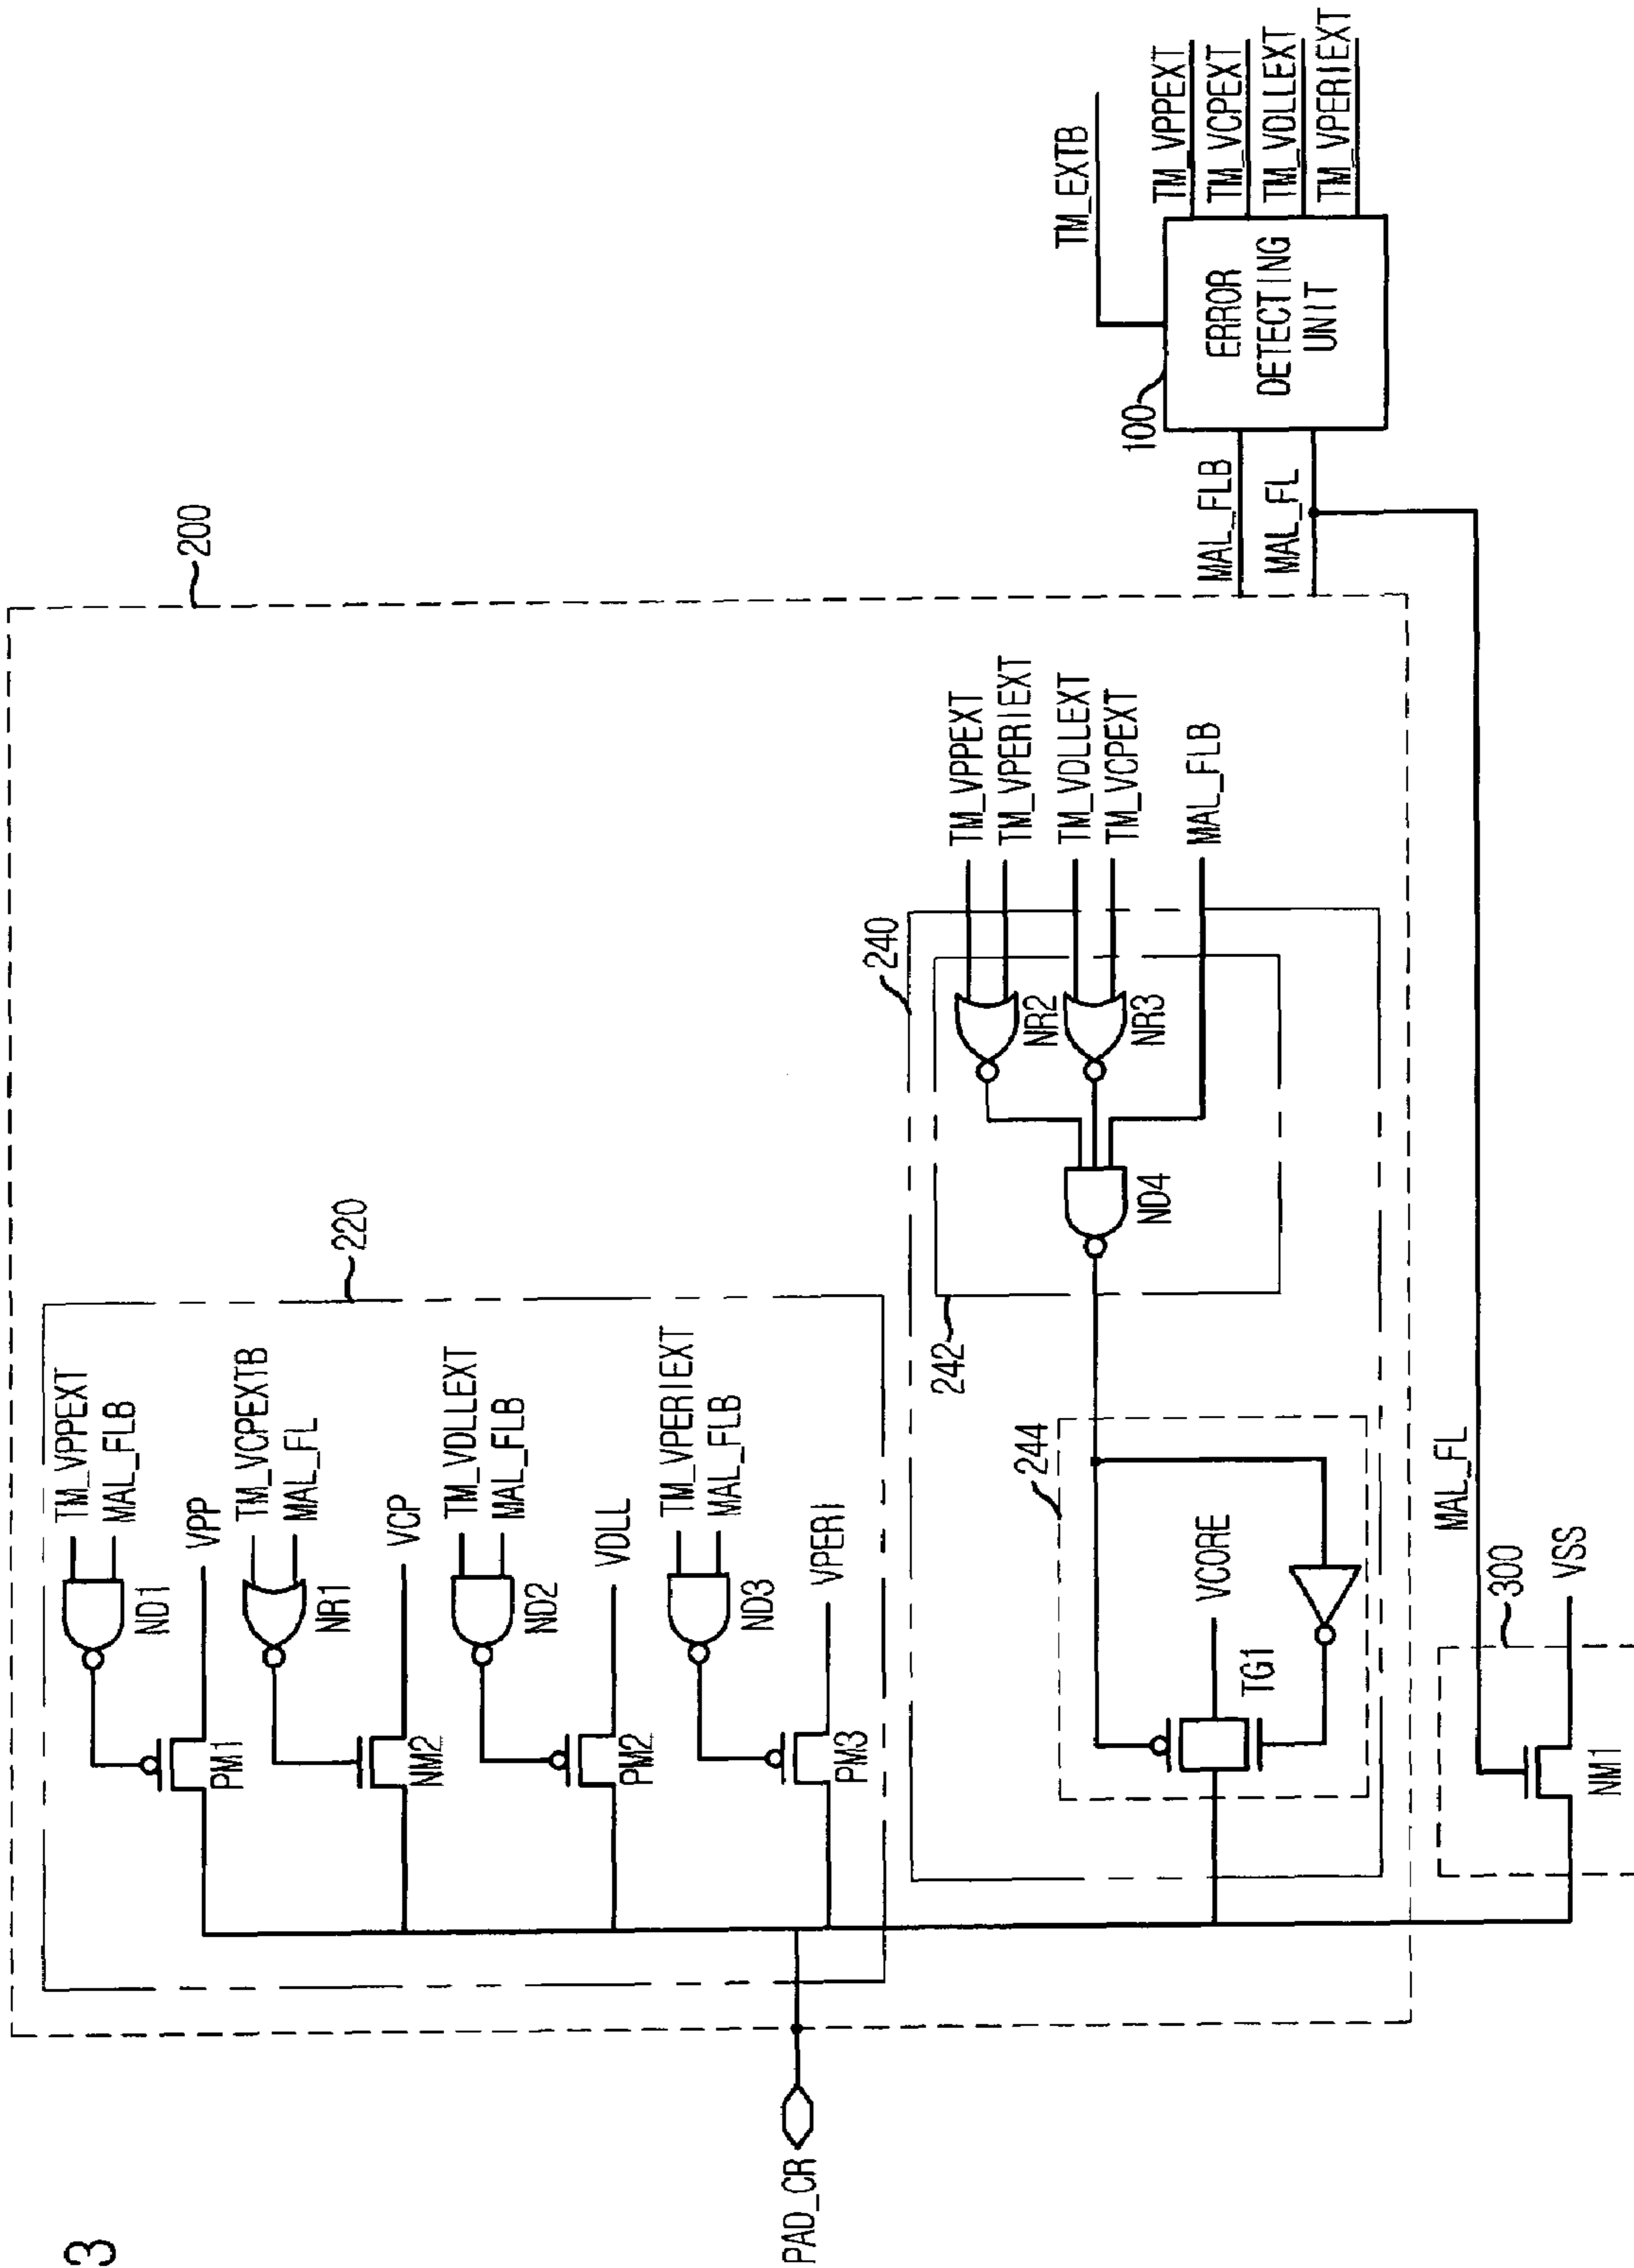 3
PAD_CR
200
220
TM_VPPEXT
MAL_FLB
ND1
VPP
PM1
TM_VCPEXTB
MAL_FL
NR1
VCP
NM2
TM_VDLLEXT
MAL_FLB
ND2
VDLL
PM2
TM_VPERIEXT
MAL_FLB
ND3
VPERI
PM3
240
242
TM_VPPEXT
TM_VPERIEXT
NR2
TM_VDLLEXT
TM_VCPEXT
NR3
MAL_FLB
ND4
244
VCORE
TG1
MAL_FL
300
VSS
NM1
MAL_FLB
MAL_FL
100
ERROR
DETECTING
UNIT
TM_EXTB
TM_VPPEXT
TM_VCPEXT
TM_VDLLEXT
TM_VPERIEXT